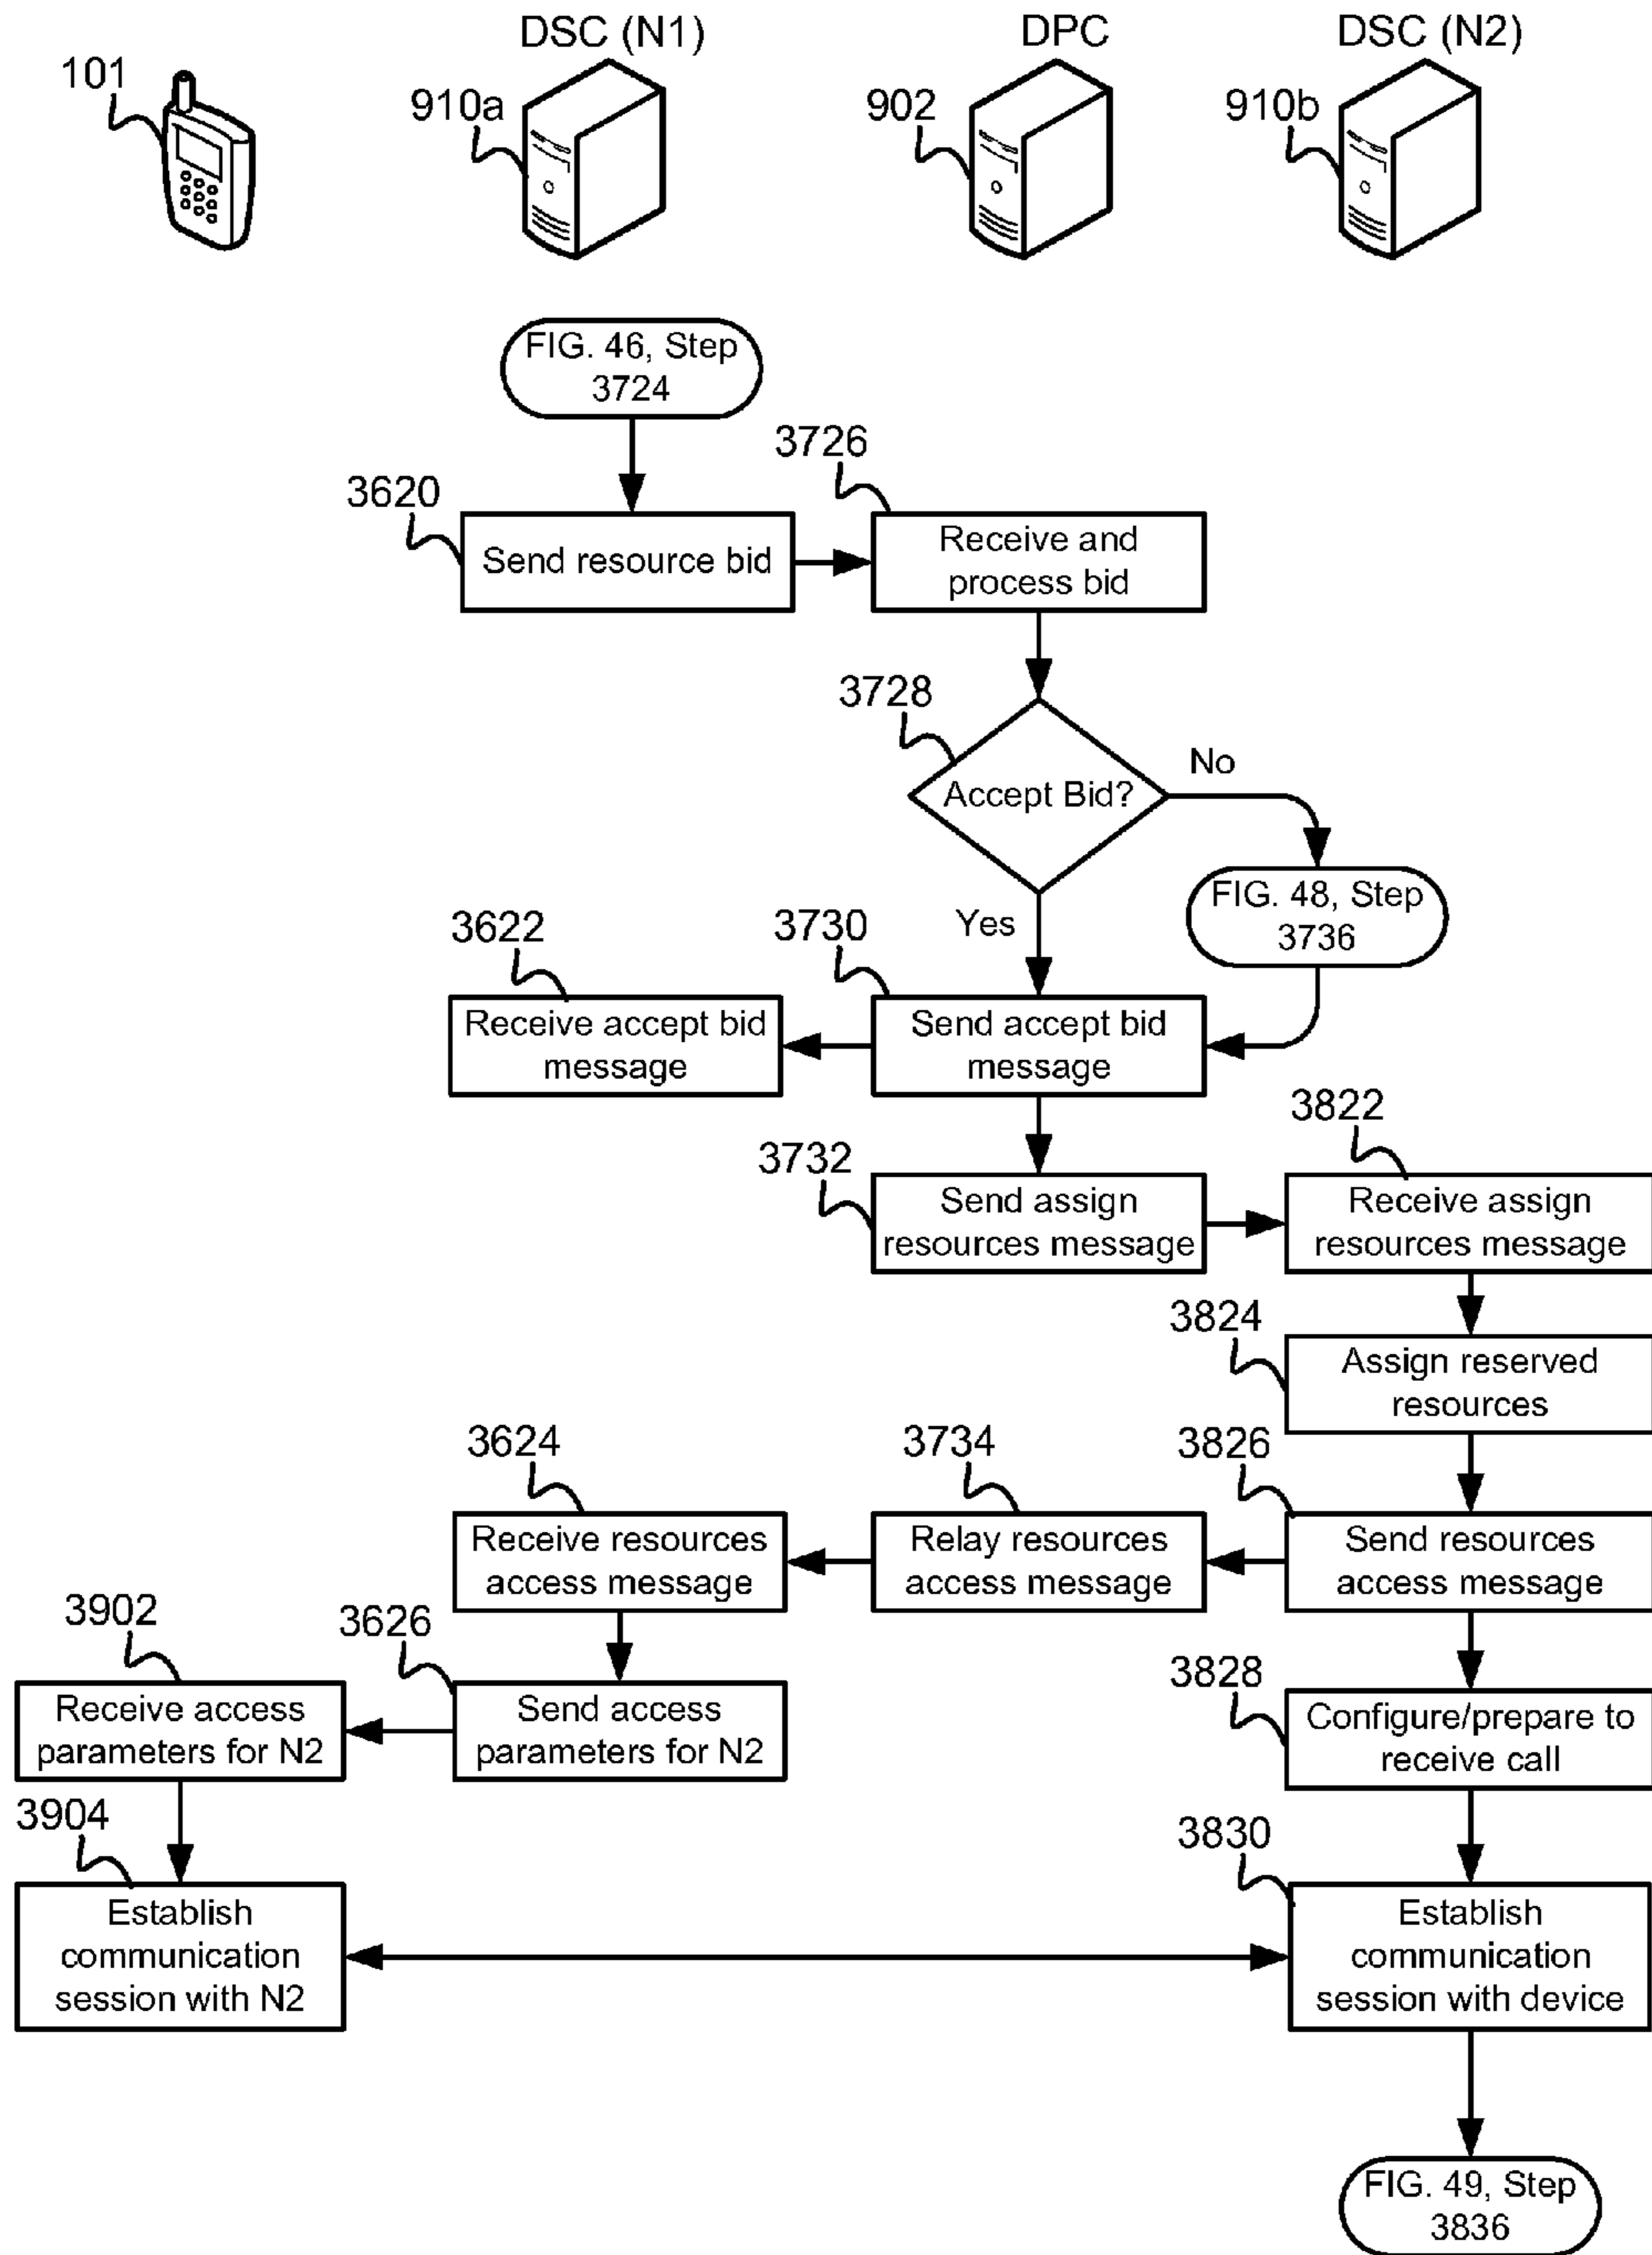 DSC (N1)
DPC
DSC (N2)
101
910a
902
910b
FIG. 46, Step
3724
3726
3620
Send resource bid
Receive and
process bid
3728
No
Accept Bid?
FIG. 48, Step
3736
Yes
3622
3730
Receive accept bid
message
Send accept bid
message
3822
3732
Send assign
resources message
Receive assign
resources message
3824
Assign reserved
resources
3624
3734
3826
Receive resources
access message
Relay resources
access message
Send resources
access message
3902
3626
3828
Receive access
parameters for N2
Send access
parameters for N2
Configure/prepare to
receive call
3904
3830
Establish
communication
session with N2
Establish
communication
session with device
FIG. 49, Step
3836